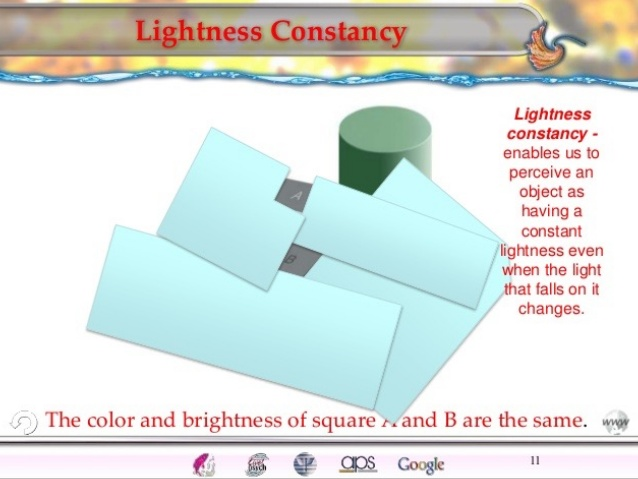 Lightness Constancy
Lightness
constancy -
enables us to
perceive an
object as
having a
constant
lightness even
when the light
that falls on it
changes.
A
B
The color and brightness of square A and B are the same.
www
aps
Google
11